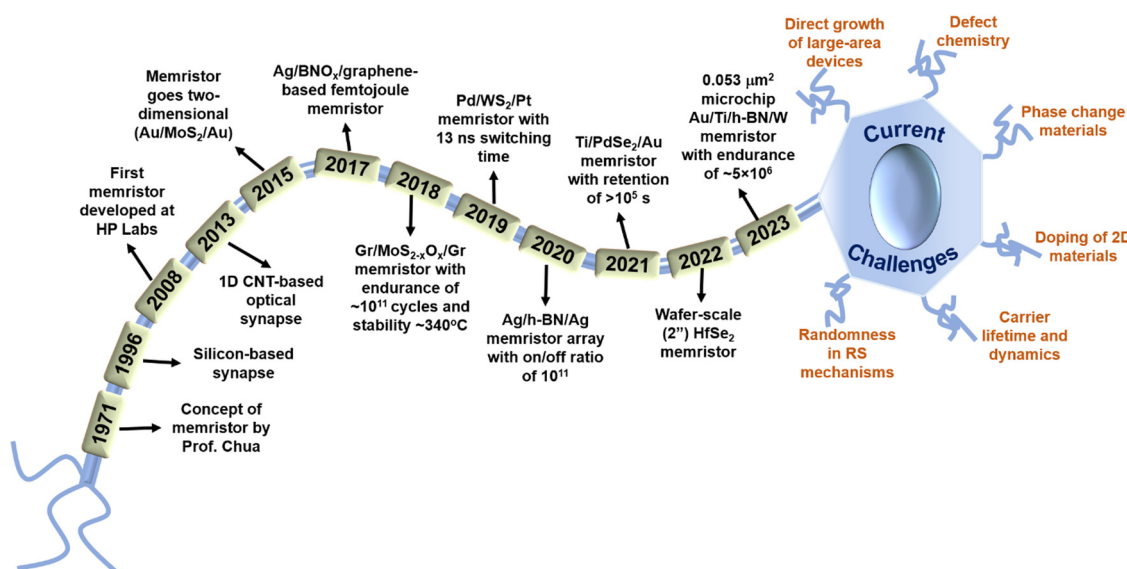 1971
Concept of
memristor by
Prof. Chua
1996
Silicon-based
synapse
2008
First
memristor
developed at
HP Labs
2013
1D CNT-based
optical
synapse
2015
Memristor
goes two-
dimensional
(Au/MoS₂/Au)
2017
Ag/BNOₓ/graphene-
based femtojoule
memristor
2018
Gr/MoS₂₋ₓOₓ/Gr
memristor with
endurance of
~10¹¹ cycles and
stability ~340ºC
2019
Pd/WS₂/Pt
memristor with
13 ns switching
time
2020
Ag/h-BN/Ag
memristor array
with on/off ratio
of 10¹¹
2021
Ti/PdSe₂/Au
memristor
with retention
of >10⁵ s
2022
Wafer-scale
(2”) HfSe₂
memristor
2023
0.053 µm²
microchip
Au/Ti/h-BN/W
memristor
with endurance
of ~5×10⁶
Current
Challenges
Direct growth
of large-area
devices
Defect
chemistry
Phase change
materials
Doping of 2D
materials
Carrier
lifetime and
dynamics
Randomness
in RS
mechanisms